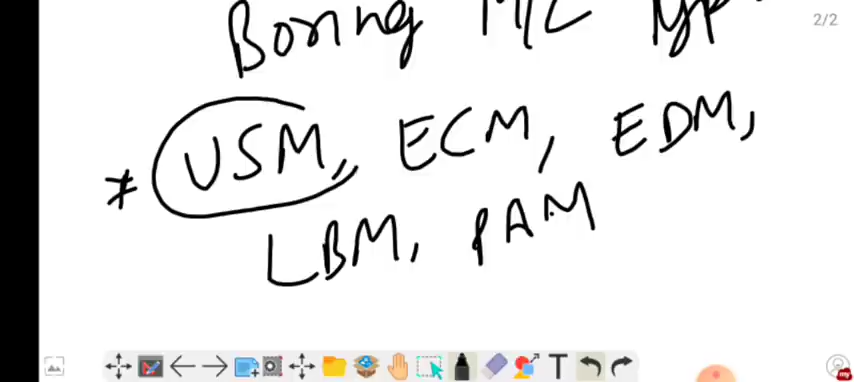 2/2
Boring M/C
* USM, ECM, EDM,
LBM, PAM
T